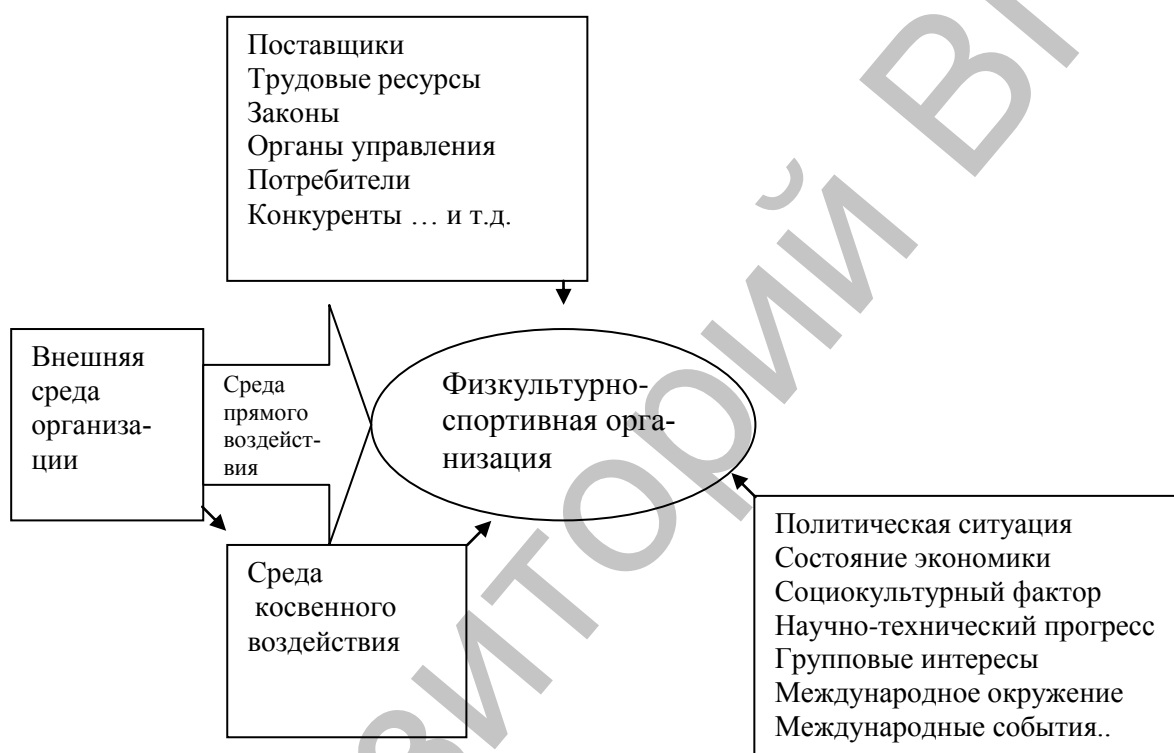 Поставщики
Трудовые ресурсы
Законы
Органы управления
Потребители
Конкуренты … и т.д.
Внешняя
среда
организа-
ции
Среда
прямого
воздейст-
вия
Физкультурно-
спортивная орга-
низация
Среда
косвенного
воздействия
Политическая ситуация
Состояние экономики
Социокультурный фактор
Научно-технический прогресс
Групповые интересы
Международное окружение
Международные события..